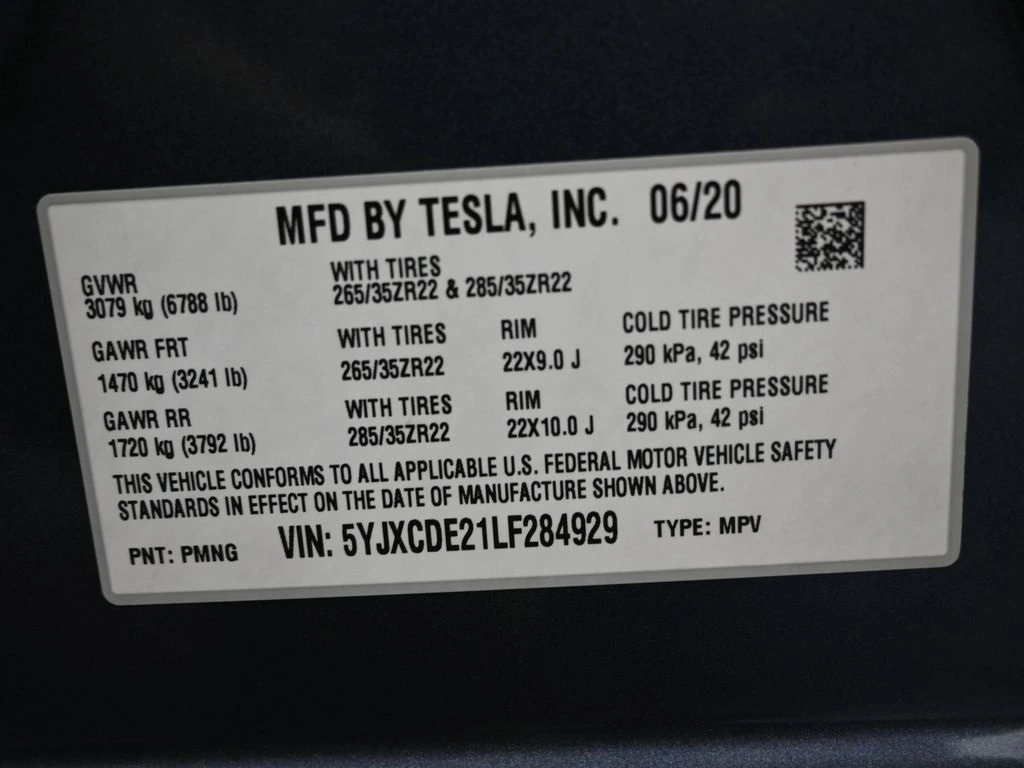 MFD BY TESLA, INC. 06/20
GVWR WITH TIRES
3079 kg (6788 lb) 265/35ZR22 & 285/35ZR22
GAWR FRT WITH TIRES RIM COLD TIRE PRESSURE
1470 kg (3241 lb) 265/35ZR22 22X9.0 J 290 kPa, 42 psi
GAWR RR WITH TIRES RIM COLD TIRE PRESSURE
1720 kg (3792 lb) 285/35ZR22 22X10.0 J 290 kPa, 42 psi
THIS VEHICLE CONFORMS TO ALL APPLICABLE U.S. FEDERAL MOTOR VEHICLE SAFETY
STANDARDS IN EFFECT ON THE DATE OF MANUFACTURE SHOWN ABOVE.
PNT: PMNG VIN: 5YJXCDE21LF284929 TYPE: MPV